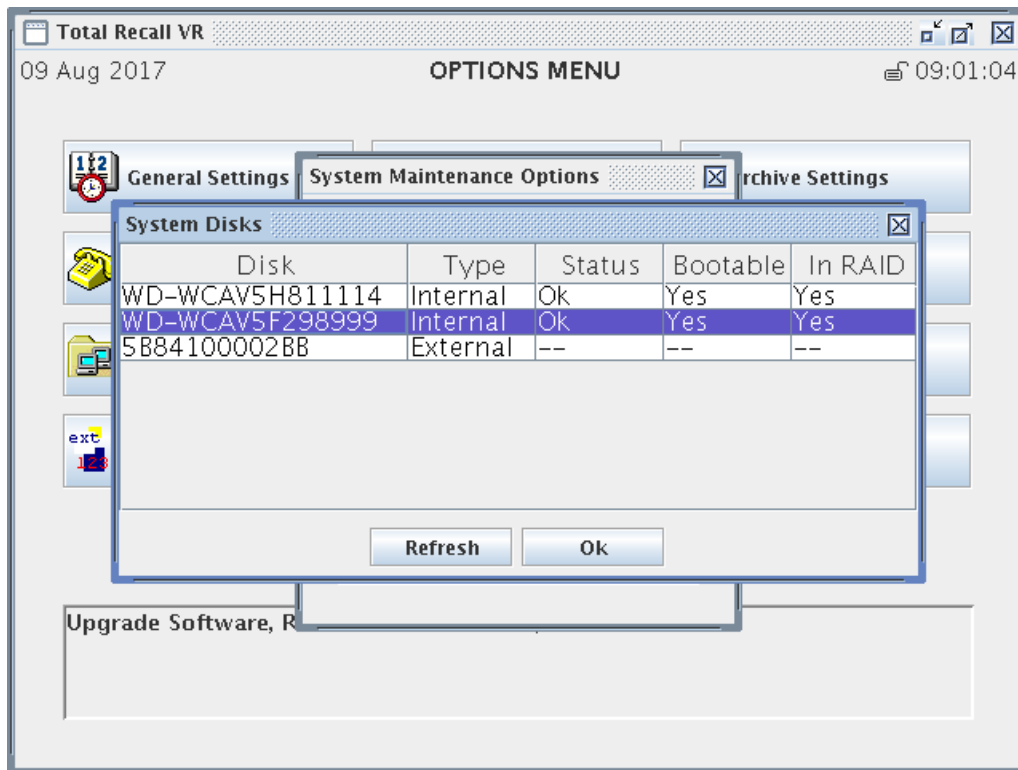 Total Recall VR
09 Aug 2017 OPTIONS MENU 09:01:04
General Settings System Maintenance Options rchive Settings
System Disks
Disk Type Status Bootable In RAID
WD-WCAV5H811114 Internal Ok Yes Yes
WD-WCAV5F298999 Internal Ok Yes Yes
5B84100002BB External -- -- --
ext
123
Refresh Ok
Upgrade Software, R